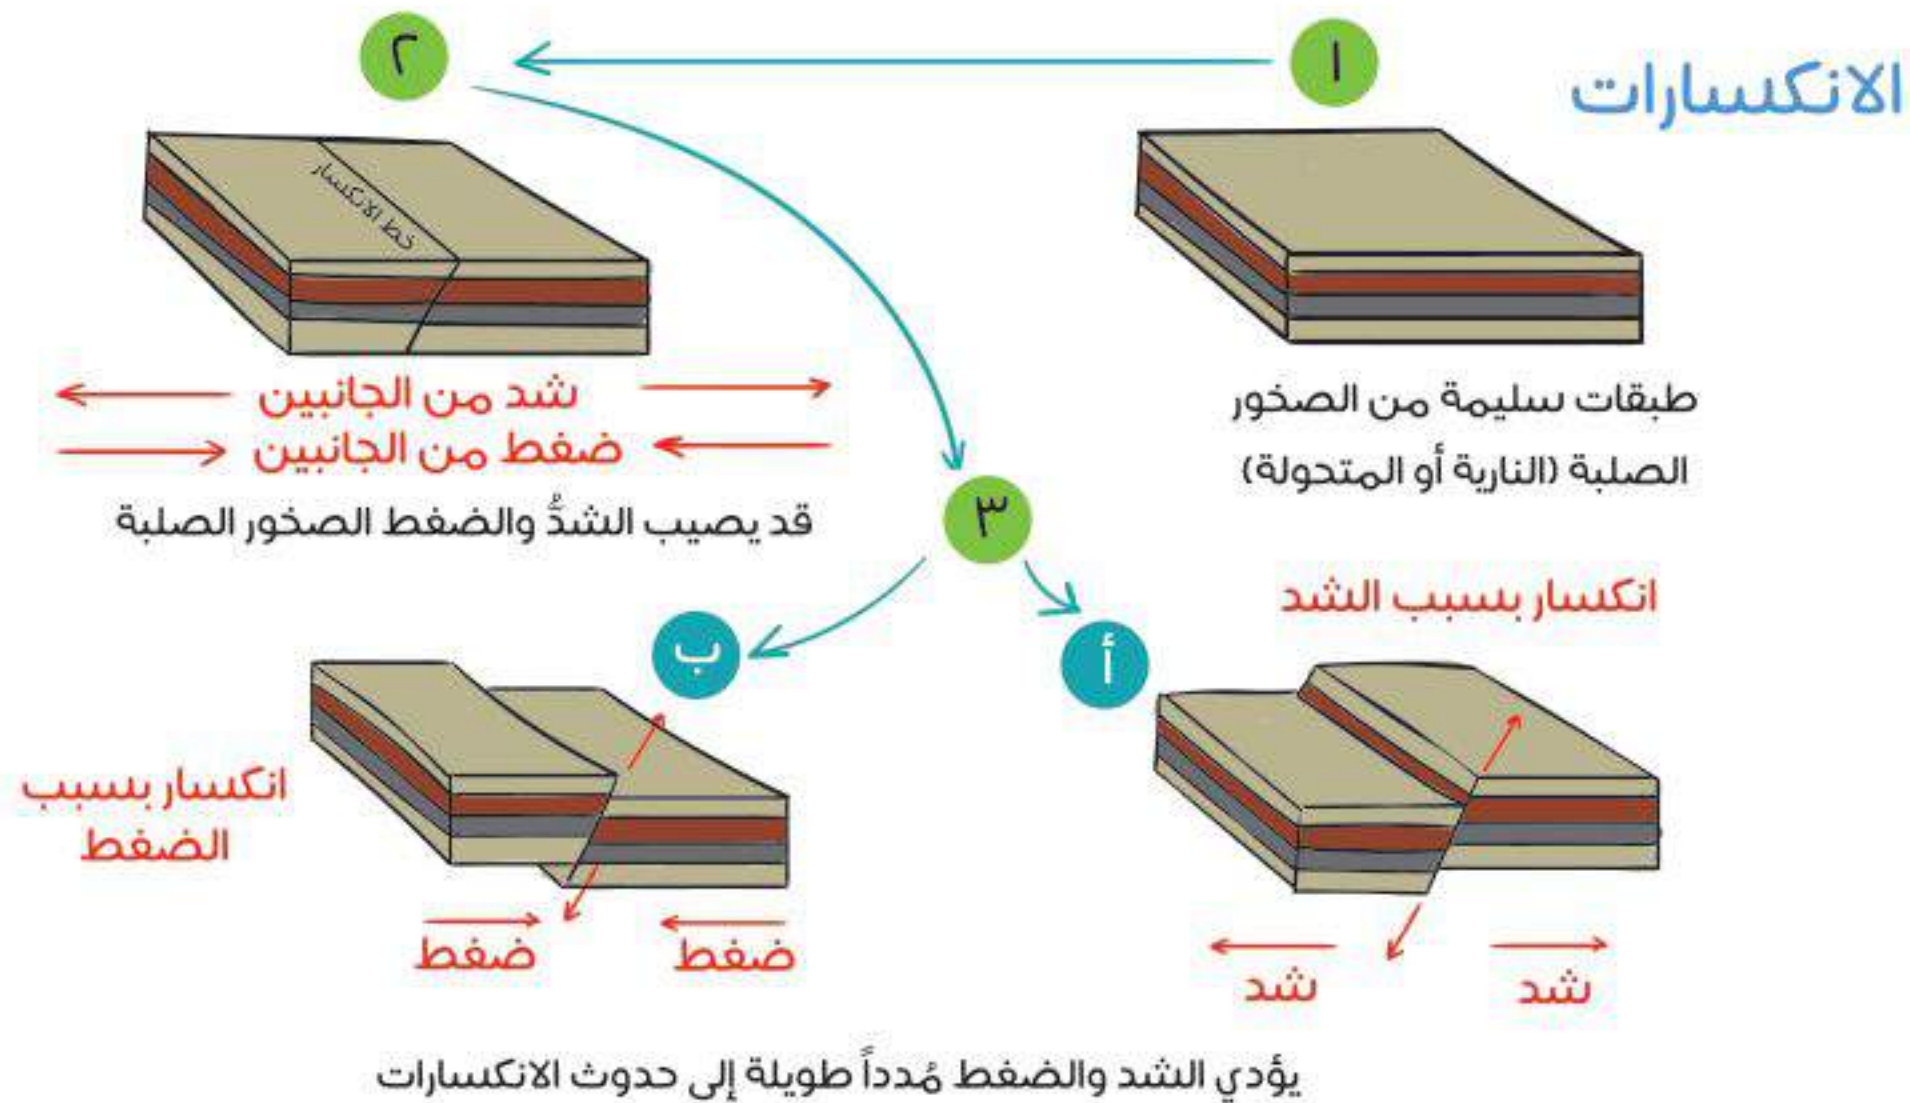 الانكسارات
١
طبقات سليمة من الصخور
الصلبة (النارية أو المتحولة)
٢
خط الانكسار
شد من الجانبين
ضغط من الجانبين
قد يصيب الشدُّ والضغط الصخور الصلبة
٣
أ
انكسار بسبب الشد
شد
شد
ب
انكسار بسبب
الضغط
ضغط
ضغط
يؤدي الشد والضغط مُدداً طويلة إلى حدوث الانكسارات